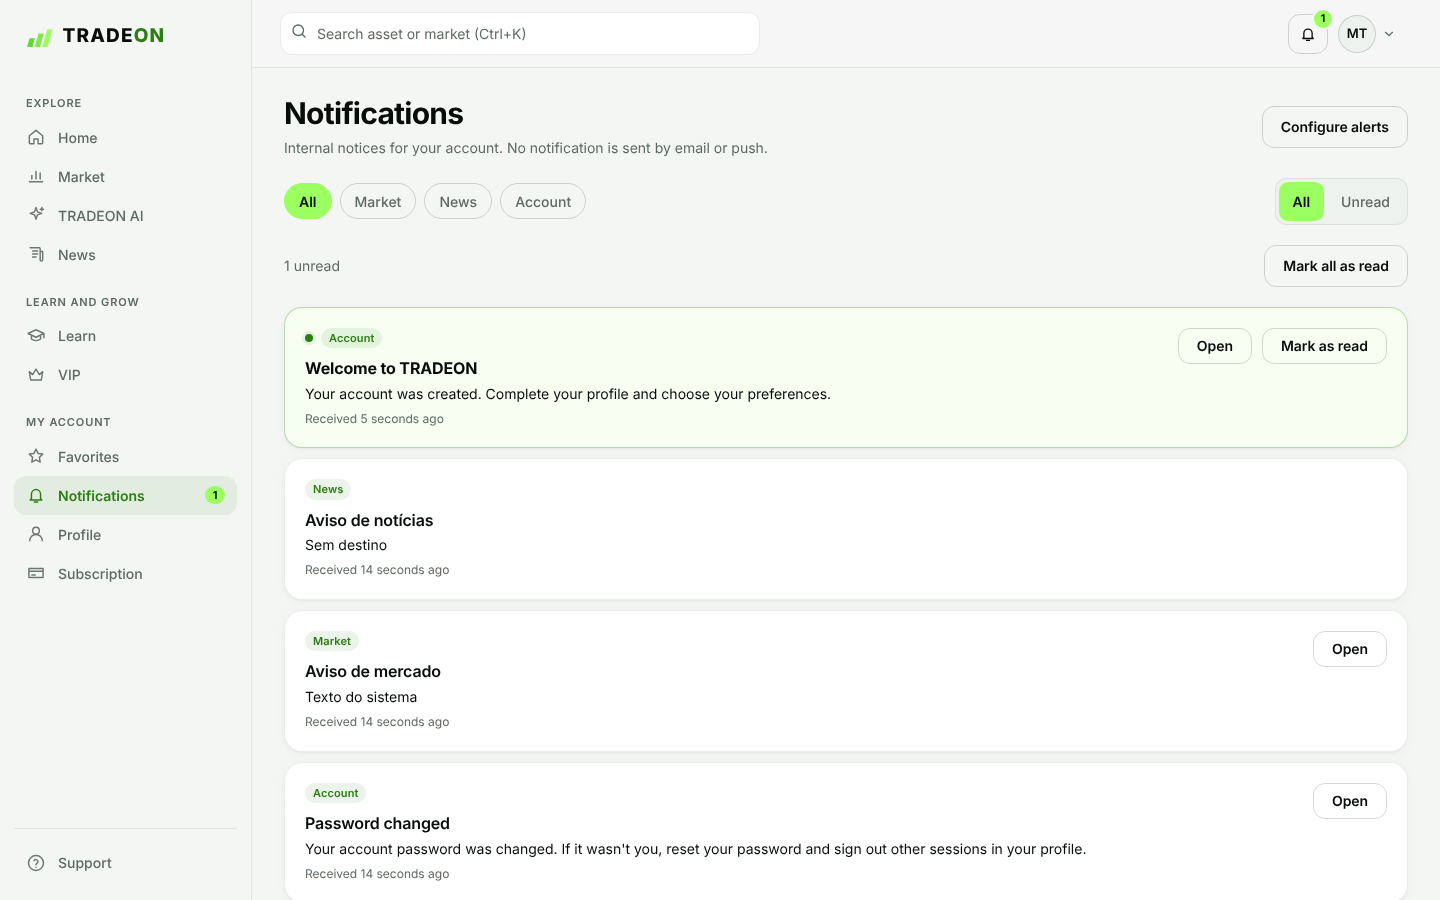 TRADEON
Search asset or market (Ctrl+K)
1
MT
EXPLORE
Home
Market
TRADEON AI
News
LEARN AND GROW
Learn
VIP
MY ACCOUNT
Favorites
Notifications
1
Profile
Subscription
Support
Notifications
Internal notices for your account. No notification is sent by email or push.
Configure alerts
All
Market
News
Account
All
Unread
1 unread
Mark all as read
Account
Welcome to TRADEON
Your account was created. Complete your profile and choose your preferences.
Received 5 seconds ago
Open
Mark as read
News
Aviso de notícias
Sem destino
Received 14 seconds ago
Market
Aviso de mercado
Texto do sistema
Received 14 seconds ago
Open
Account
Password changed
Your account password was changed. If it wasn't you, reset your password and sign out other sessions in your profile.
Received 14 seconds ago
Open